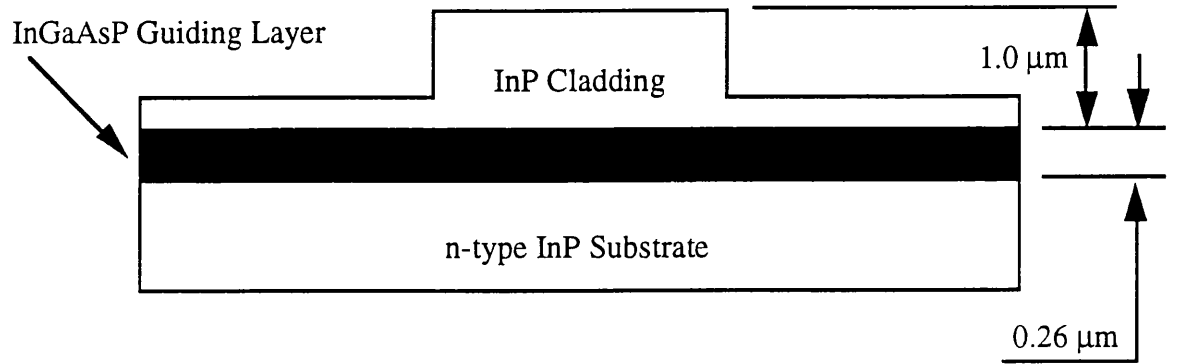 InGaAsP Guiding Layer
1.0 μm
InP Cladding
n-type InP Substrate
0.26 μm